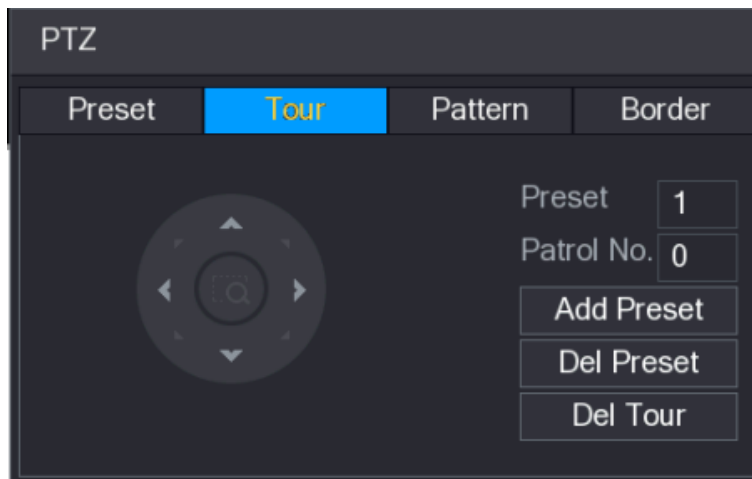 PTZ
Preset Tour Pattern Border
Preset 1
Patrol No. 0
Add Preset
Del Preset
Del Tour